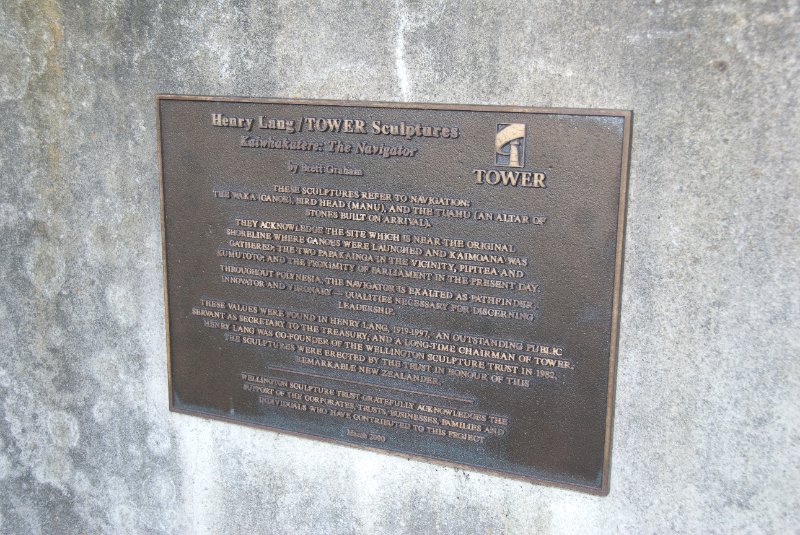 Henry Lang/TOWER Sculptures
Kaiwhakatere: The Navigator
by Brett Graham
TOWER
THESE SCULPTURES REFER TO NAVIGATION:
THE WAKA (CANOE), BIRD HEAD (MANU), AND THE TUAHU (AN ALTAR OF
STONES BUILT ON ARRIVAL).
THEY ACKNOWLEDGE THE SITE WHICH IS NEAR THE ORIGINAL
SHORELINE WHERE CANOES WERE LAUNCHED AND KAIMOANA WAS
GATHERED; THE TWO PAPAKAINGA IN THE VICINITY, PIPITEA AND
KUMUTOTO; AND THE PROXIMITY OF PARLIAMENT IN THE PRESENT DAY.
THROUGHOUT POLYNESIA, THE NAVIGATOR IS EXALTED AS PATHFINDER,
INNOVATOR AND VISIONARY — QUALITIES NECESSARY FOR DISCERNING
LEADERSHIP.
THESE VALUES WERE FOUND IN HENRY LANG, 1919-1997, AN OUTSTANDING PUBLIC
SERVANT AS SECRETARY TO THE TREASURY, AND A LONG-TIME CHAIRMAN OF TOWER.
HENRY LANG WAS CO-FOUNDER OF THE WELLINGTON SCULPTURE TRUST IN 1982.
THE SCULPTURES WERE ERECTED BY THE TRUST IN HONOUR OF THIS
REMARKABLE NEW ZEALANDER.
WELLINGTON SCULPTURE TRUST GRATEFULLY ACKNOWLEDGES THE
SUPPORT OF THE CORPORATES, TRUSTS, BUSINESSES, FAMILIES AND
INDIVIDUALS WHO HAVE CONTRIBUTED TO THIS PROJECT
March 2000